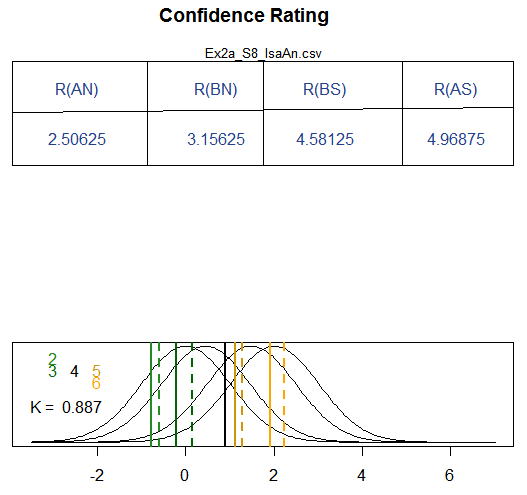 Confidence Rating
Ex2a_S8_IsaAn.csv
R(AN) R(BN) R(BS) R(AS)
2.50625 3.15625 4.58125 4.96875
2
3 4 5
6
K = 0.887
-2 0 2 4 6